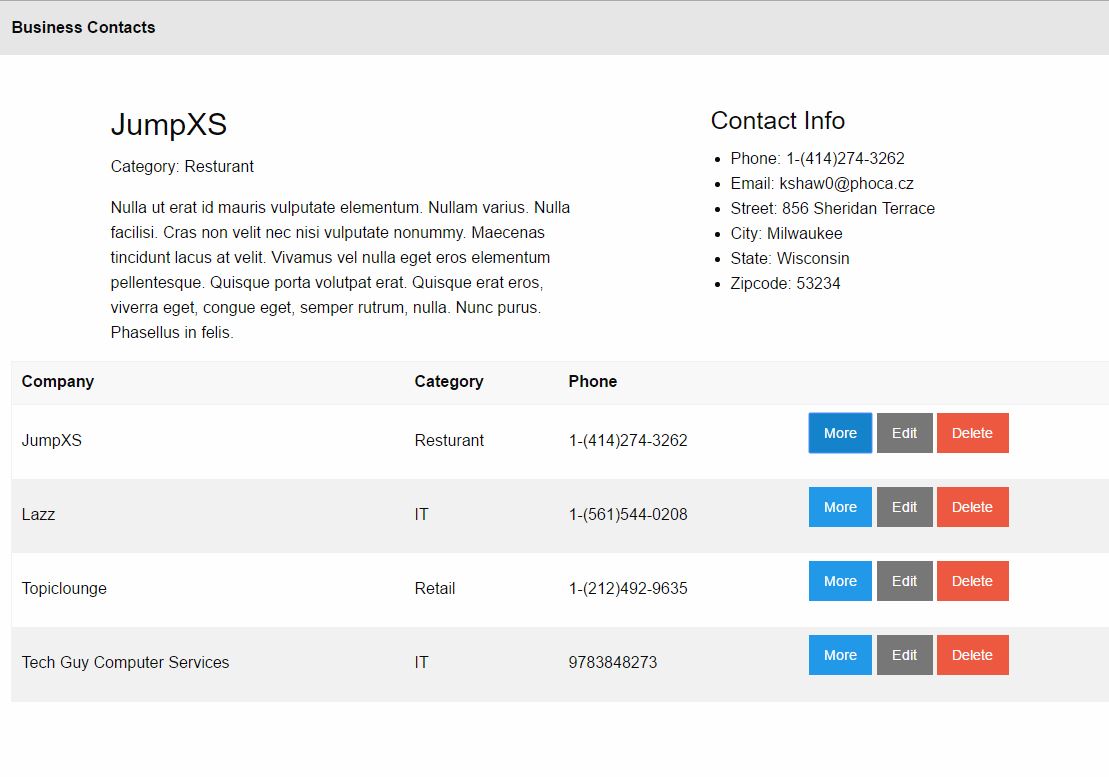 Business Contacts
JumpXS
Category: Resturant
Nulla ut erat id mauris vulputate elementum. Nullam varius. Nulla
facilisi. Cras non velit nec nisi vulputate nonummy. Maecenas
tincidunt lacus at velit. Vivamus vel nulla eget eros elementum
pellentesque. Quisque porta volutpat erat. Quisque erat eros,
viverra eget, congue eget, semper rutrum, nulla. Nunc purus.
Phasellus in felis.
Contact Info
Phone: 1-(414)274-3262
Email: kshaw0@phoca.cz
Street: 856 Sheridan Terrace
City: Milwaukee
State: Wisconsin
Zipcode: 53234
Company Category Phone
JumpXS Resturant 1-(414)274-3262 More Edit Delete
Lazz IT 1-(561)544-0208 More Edit Delete
Topiclounge Retail 1-(212)492-9635 More Edit Delete
Tech Guy Computer Services IT 9783848273 More Edit Delete